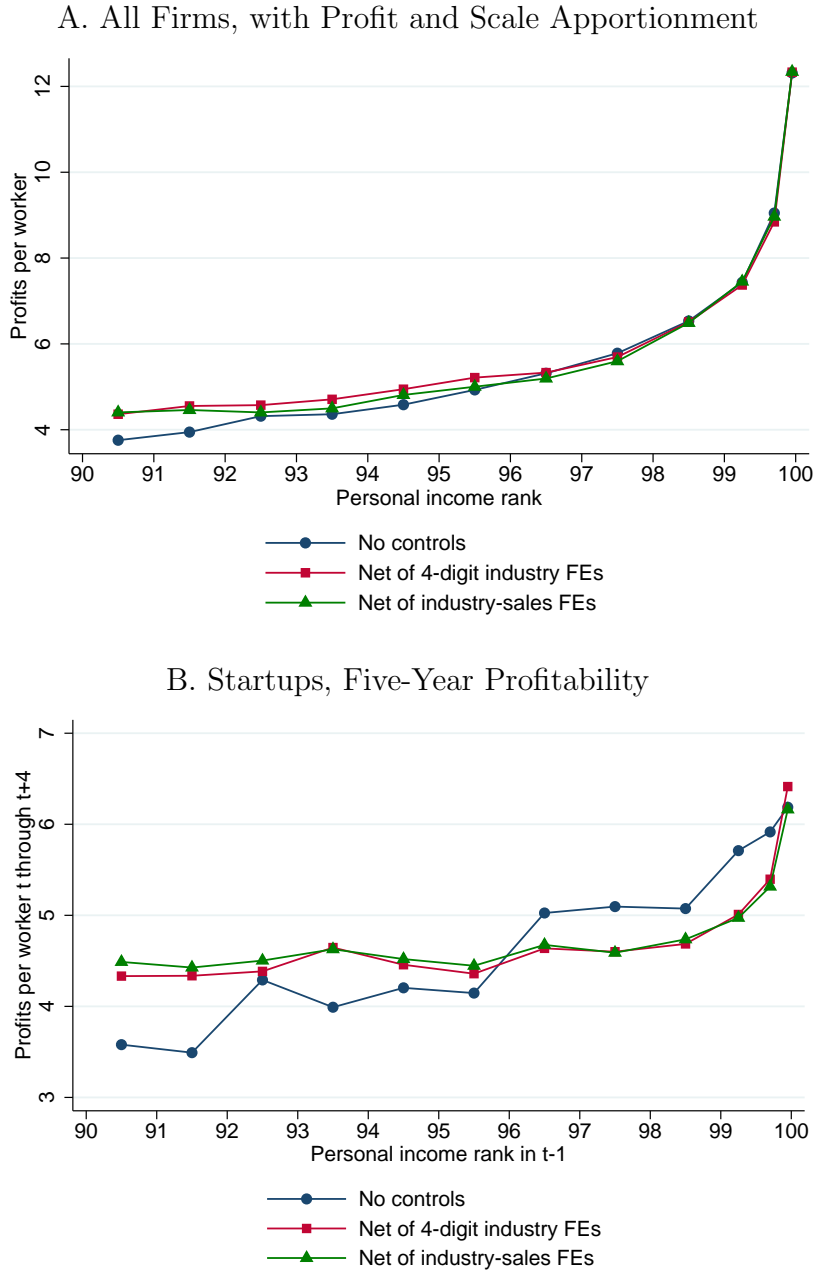 A. All Firms, with Profit and Scale Apportionment
Profits per worker
12
10
8
6
4
90 91 92 93 94 95 96 97 98 99 100
Personal income rank
No controls
Net of 4-digit industry FEs
Net of industry-sales FEs
B. Startups, Five-Year Profitability
Profits per worker t through t+4
7
6
5
4
3
90 91 92 93 94 95 96 97 98 99 100
Personal income rank in t-1
No controls
Net of 4-digit industry FEs
Net of industry-sales FEs